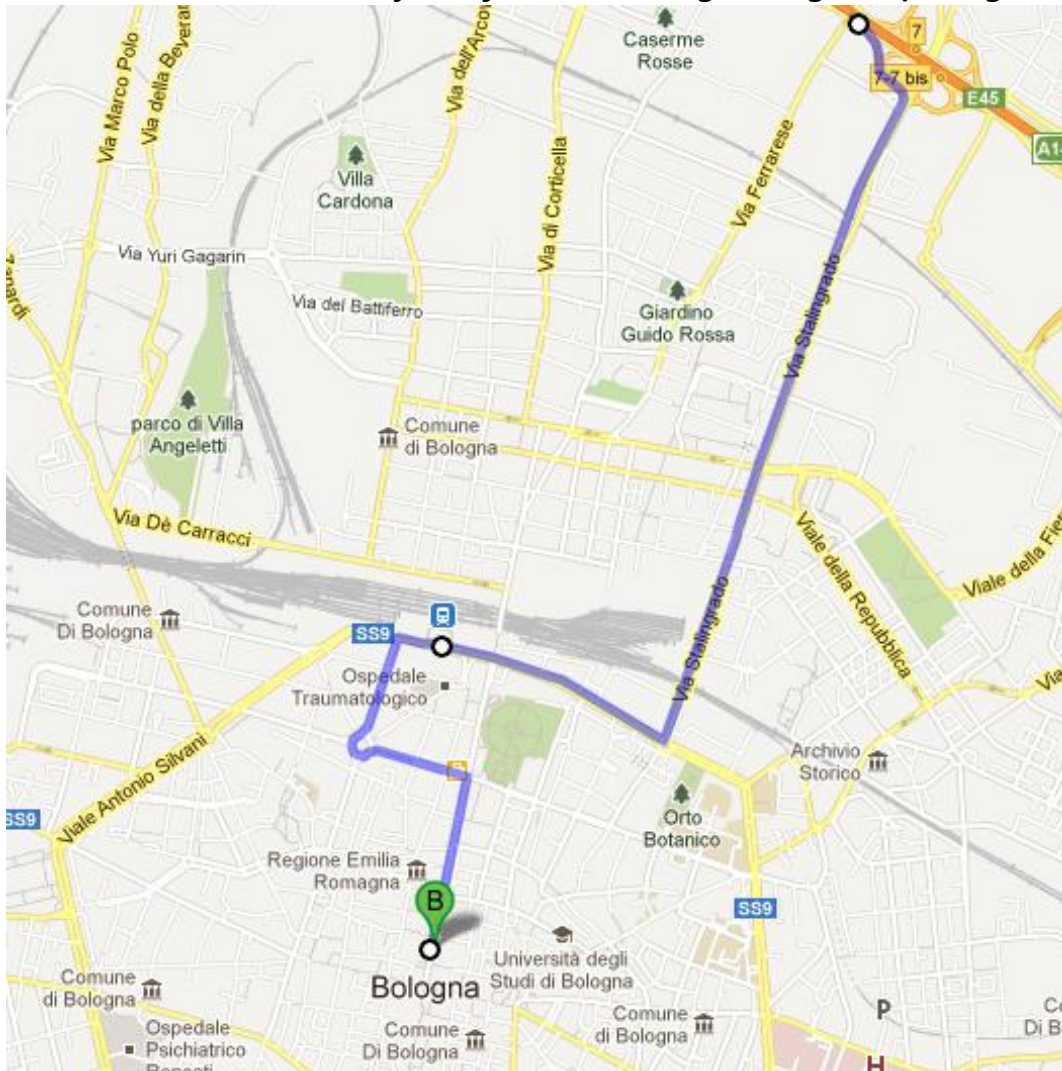 Caserme
Rosse
7
7-7 bis
E45
A14
Via Marco Polo
Via della Beverara
Via dell'Arcoveggio
Via di Corticella
Via Ferrarese
Villa
Cardona
Via Yuri Gagarin
Via del Battiferro
Giardino
Guido Rossa
Via Stalingrado
parco di Villa
Angeletti
Comune
di Bologna
Via Dè Carracci
Viale della Repubblica
Viale della Fiera
Comune
Di Bologna
SS9
Via Stalingrado
Ospedale
Traumatologico
Viale Antonio Silvani
Archivio
Storico
Orto
Botanico
SS9
Regione Emilia
Romagna
B
SS9
Università degli
Studi di Bologna
Bologna
Comune
di Bologna
Comune
Di Bologna
Comune
di Bologna
P
Ospedale
Psichiatrico
H